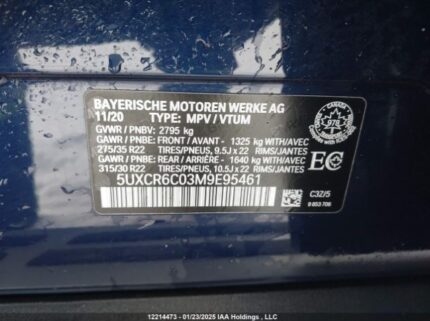 BAYERISCHE MOTOREN WERKE AG
11/20 TYPE: MPV / VTUM
GVWR / PNBV: 2795 kg
GAWR / PNBE: FRONT / AVANT - 1325 kg WITH/AVEC
275/35 R22 TIRES/PNEUS, 9.5J x 22 RIMS/JANTES
GAWR / PNBE: REAR / ARRIÈRE - 1640 kg WITH/AVEC
315/30 R22 TIRES/PNEUS, 10.5J x 22 RIMS/JANTES
5UXCR6C03M9E95461
CANADA
978
EC
C32/5
12214473 - 01/23/2025 IAA Holdings , LLC